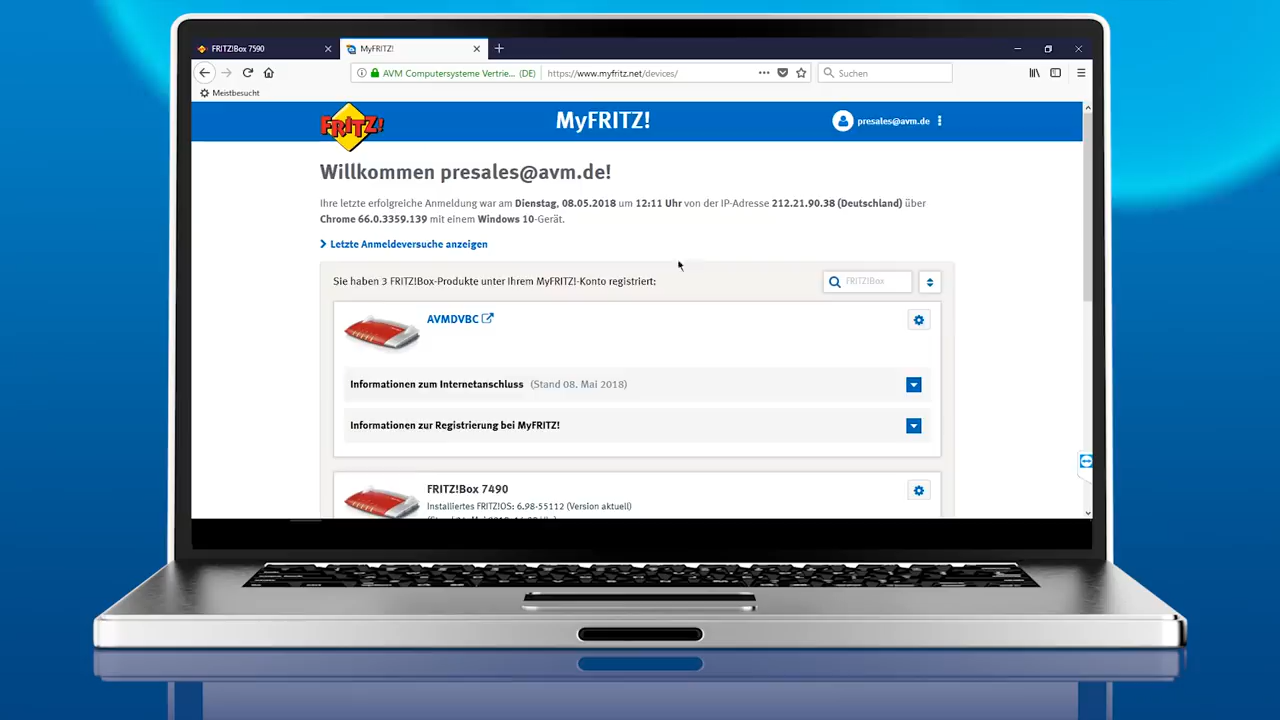 FRITZ!Box 7590
MyFRITZ!
AVM Computersysteme Vertrie... (DE)
https://www.myfritz.net/devices/
Suchen
Meistbesucht
FRITZ!
MyFRITZ!
presales@avm.de
Willkommen presales@avm.de!
Ihre letzte erfolgreiche Anmeldung war am Dienstag, 08.05.2018 um 12:11 Uhr von der IP-Adresse 212.21.90.38 (Deutschland) über
Chrome 66.0.3359.139 mit einem Windows 10-Gerät.
Letzte Anmeldeversuche anzeigen
Sie haben 3 FRITZ!Box-Produkte unter Ihrem MyFRITZ!-Konto registriert:
FRITZ!Box
AVMDVBC
Informationen zum Internetanschluss (Stand 08. Mai 2018)
Informationen zur Registrierung bei MyFRITZ!
FRITZ!Box 7490
Installiertes FRITZ!OS: 6.98-55112 (Version aktuell)